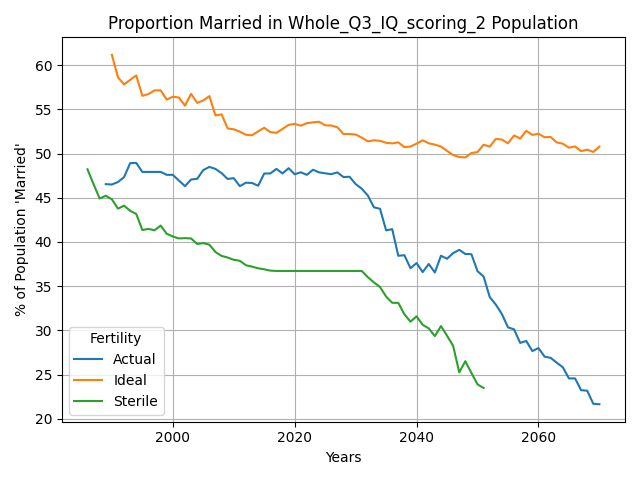 Proportion Married in Whole_Q3_IQ_scoring_2 Population
% of Population 'Married'
60
55
50
45
40
35
30
25
20
Fertility
Actual
Ideal
Sterile
2000 2020 2040 2060
Years